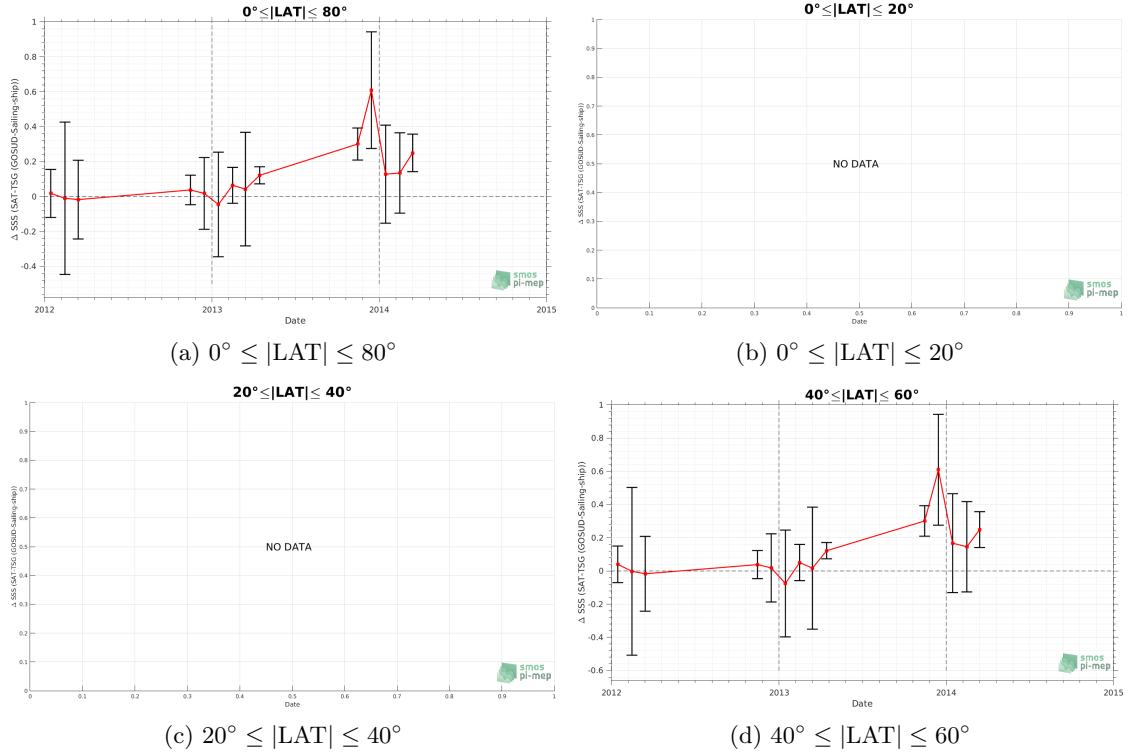 0°≤|LAT|≤ 80°
Δ SSS (SAT-TSG (GOSUD-Sailing-ship))
1
0.8
0.6
0.4
0.2
0
-0.2
-0.4
2012
2013
2014
2015
Date
smos
pi-mep
(a) 0° ≤ |LAT| ≤ 80°
0°≤|LAT|≤ 20°
Δ SSS (SAT-TSG (GOSUD-Sailing-ship))
1
0.9
0.8
0.7
0.6
0.5
0.4
0.3
0.2
0.1
0
NO DATA
0
0.1
0.2
0.3
0.4
0.5
0.6
0.7
0.8
0.9
1
Date
smos
pi-mep
(b) 0° ≤ |LAT| ≤ 20°
20°≤|LAT|≤ 40°
Δ SSS (SAT-TSG (GOSUD-Sailing-ship))
1
0.9
0.8
0.7
0.6
0.5
0.4
0.3
0.2
0.1
0
NO DATA
0
0.1
0.2
0.3
0.4
0.5
0.6
0.7
0.8
0.9
1
Date
smos
pi-mep
(c) 20° ≤ |LAT| ≤ 40°
40°≤|LAT|≤ 60°
Δ SSS (SAT-TSG (GOSUD-Sailing-ship))
1
0.8
0.6
0.4
0.2
0
-0.2
-0.4
-0.6
2012
2013
2014
2015
Date
smos
pi-mep
(d) 40° ≤ |LAT| ≤ 60°